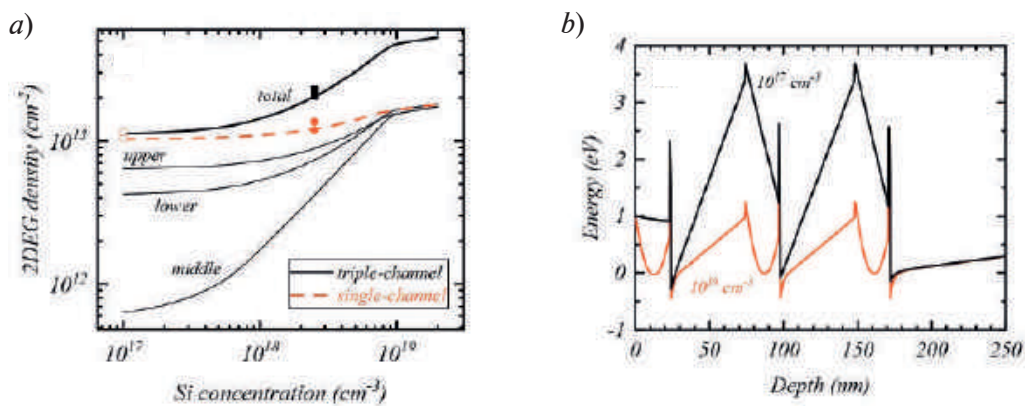 a)
2DEG density (cm⁻²)
10¹³
10¹²
total
upper
lower
middle
triple-channel
single-channel
10¹⁷
10¹⁸
10¹⁹
Si concentration (cm⁻³)
b)
Energy (eV)
4
3
2
1
0
-1
10¹⁷ cm⁻³
10¹⁹ cm⁻³
0
50
100
150
200
250
Depth (nm)